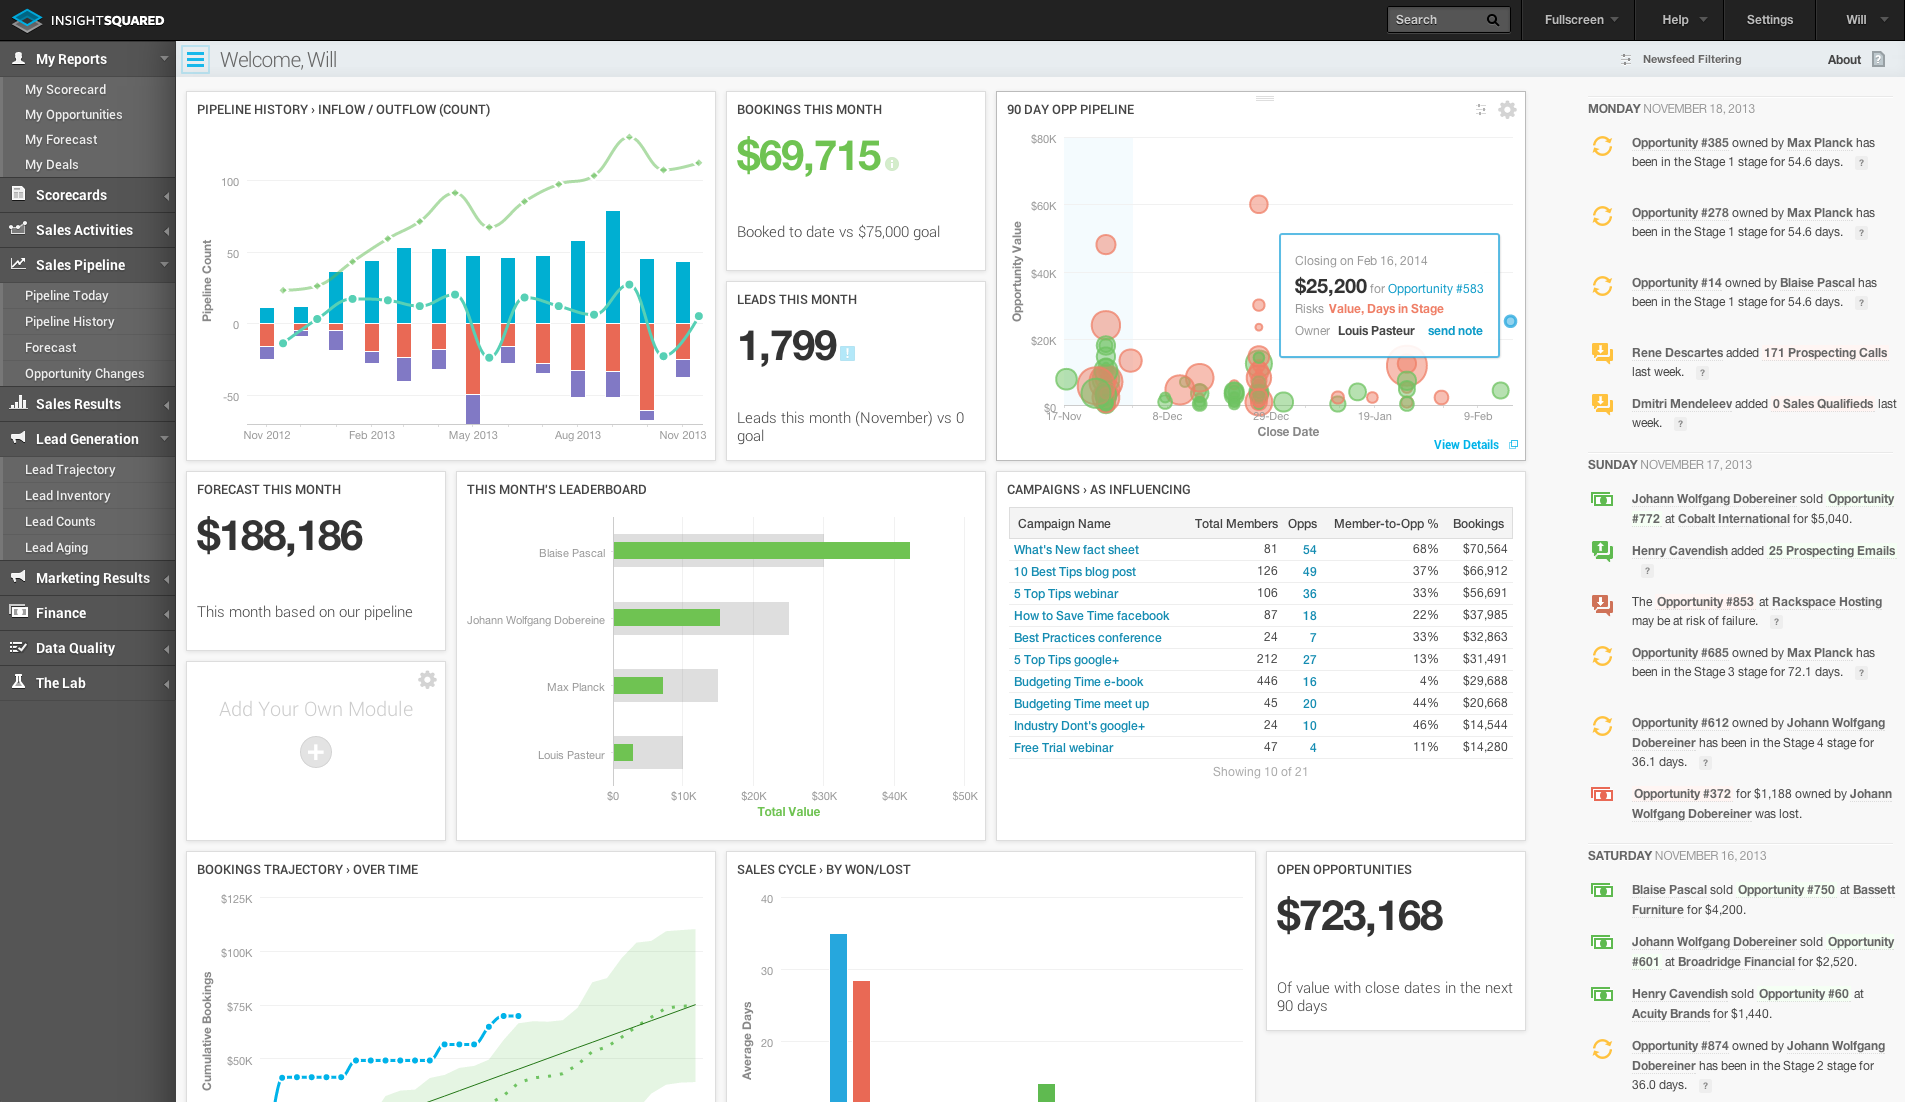 INSIGHTSQUARED
Search
Fullscreen
Help
Settings
Will
My Reports
My Scorecard
My Opportunities
My Forecast
My Deals
Scorecards
Sales Activities
Sales Pipeline
Pipeline Today
Pipeline History
Forecast
Opportunity Changes
Sales Results
Lead Generation
Lead Trajectory
Lead Inventory
Lead Counts
Lead Aging
Marketing Results
Finance
Data Quality
The Lab
Welcome, Will
Newsfeed Filtering
About ?
PIPELINE HISTORY › INFLOW / OUTFLOW (COUNT)
Pipeline Count
100
50
0
-50
Nov 2012 Feb 2013 May 2013 Aug 2013 Nov 2013
BOOKINGS THIS MONTH
$69,715 i
Booked to date vs $75,000 goal
LEADS THIS MONTH
1,799 !
Leads this month (November) vs 0
goal
90 DAY OPP PIPELINE
Opportunity Value
$80K
$60K
$40K
$20K
$0
17-Nov 8-Dec 29-Dec 19-Jan 9-Feb
Close Date
Closing on Feb 16, 2014
$25,200 for Opportunity #583
Risks Value, Days in Stage
Owner Louis Pasteur send note
View Details
FORECAST THIS MONTH
$188,186
This month based on our pipeline
Add Your Own Module
THIS MONTH'S LEADERBOARD
Blaise Pascal
Johann Wolfgang Dobereine
Max Planck
Louis Pasteur
$0 $10K $20K $30K $40K $50K
Total Value
CAMPAIGNS › AS INFLUENCING
Campaign Name Total Members Opps Member-to-Opp % Bookings
What's New fact sheet 81 54 68% $70,564
10 Best Tips blog post 126 49 37% $66,912
5 Top Tips webinar 106 36 33% $56,691
How to Save Time facebook 87 18 22% $37,985
Best Practices conference 24 7 33% $32,863
5 Top Tips google+ 212 27 13% $31,491
Budgeting Time e-book 446 16 4% $29,688
Budgeting Time meet up 45 20 44% $20,668
Industry Dont's google+ 24 10 46% $14,544
Free Trial webinar 47 4 11% $14,280
Showing 10 of 21
BOOKINGS TRAJECTORY › OVER TIME
Cumulative Bookings
$125K
$100K
$75K
$50K
SALES CYCLE › BY WON/LOST
Average Days
40
30
20
OPEN OPPORTUNITIES
$723,168
Of value with close dates in the next
90 days
MONDAY NOVEMBER 18, 2013
Opportunity #385 owned by Max Planck has
been in the Stage 1 stage for 54.6 days. ?
Opportunity #278 owned by Max Planck has
been in the Stage 1 stage for 54.6 days. ?
Opportunity #14 owned by Blaise Pascal has
been in the Stage 1 stage for 54.6 days. ?
Rene Descartes added 171 Prospecting Calls
last week. ?
Dmitri Mendeleev added 0 Sales Qualifieds last
week. ?
SUNDAY NOVEMBER 17, 2013
Johann Wolfgang Dobereiner sold Opportunity
#772 at Cobalt International for $5,040.
Henry Cavendish added 25 Prospecting Emails
?
The Opportunity #853 at Rackspace Hosting
may be at risk of failure. ?
Opportunity #685 owned by Max Planck has
been in the Stage 3 stage for 72.1 days. ?
Opportunity #612 owned by Johann Wolfgang
Dobereiner has been in the Stage 4 stage for
36.1 days. ?
Opportunity #372 for $1,188 owned by Johann
Wolfgang Dobereiner was lost.
SATURDAY NOVEMBER 16, 2013
Blaise Pascal sold Opportunity #750 at Bassett
Furniture for $4,200.
Johann Wolfgang Dobereiner sold Opportunity
#601 at Broadridge Financial for $2,520.
Henry Cavendish sold Opportunity #60 at
Acuity Brands for $1,440.
Opportunity #874 owned by Johann Wolfgang
Dobereiner has been in the Stage 2 stage for
36.0 days. ?